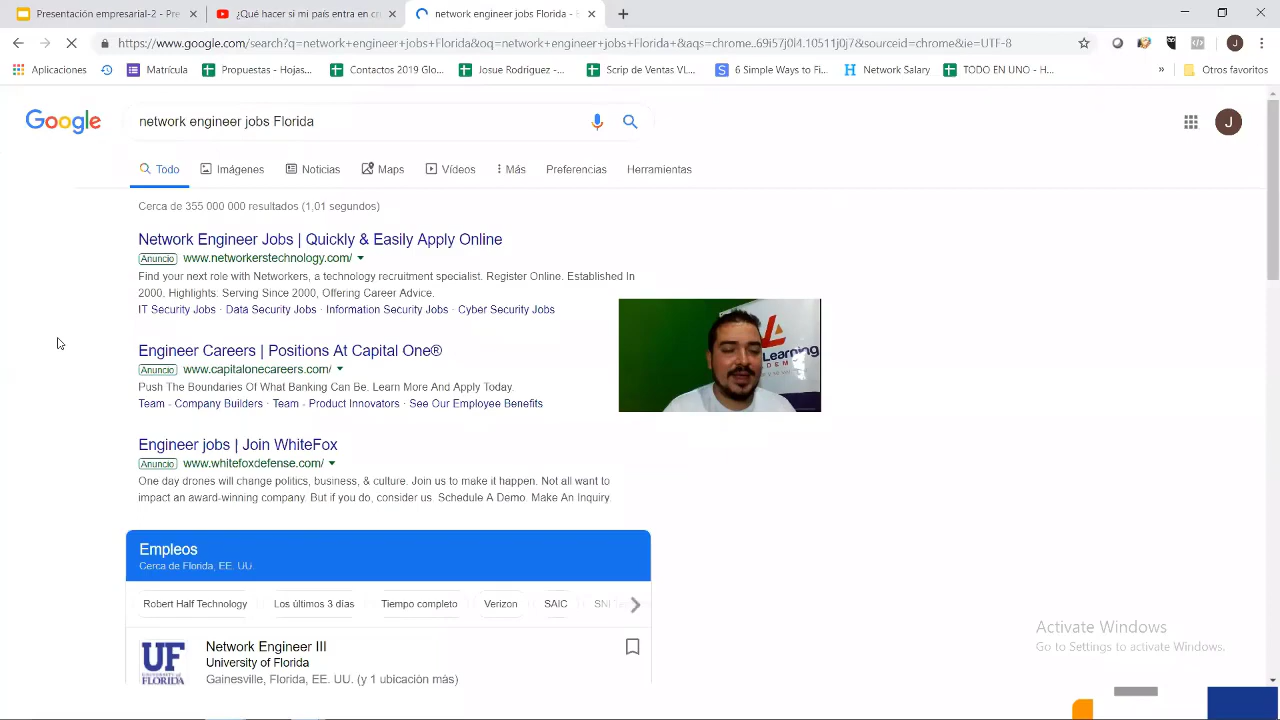 Presentación empresarial-2 - Pre
¿Qué hacer si mi país entra en cr
network engineer jobs Florida - B
https://www.google.com/search?q=network+engineer+jobs+Florida&oq=network+engineer+jobs+Florida+&aqs=chrome..69i57j0l4.10511j0j7&sourceid=chrome&ie=UTF-8
J
Aplicaciones
Matrícula
Propuestas - Hoja...
Contactos 2019 Glo...
Josue Rodriguez -...
Scrip de Ventas VL...
6 Simple Ways to Fi...
Network Salary
TODO EN UNO - H...
»
Otros favoritos
Google
network engineer jobs Florida
J
Todo
Imágenes
Noticias
Maps
Vídeos
Más
Preferencias
Herramientas
Cerca de 355 000 000 resultados (1,01 segundos)
Network Engineer Jobs | Quickly & Easily Apply Online
Anuncio www.networkerstechnology.com/
Find your next role with Networkers, a technology recruitment specialist. Register Online. Established In
2000. Highlights: Serving Since 2000, Offering Career Advice.
IT Security Jobs · Data Security Jobs · Information Security Jobs · Cyber Security Jobs
Engineer Careers | Positions At Capital One®
Anuncio www.capitalonecareers.com/
Push The Boundaries Of What Banking Can Be. Learn More And Apply Today.
Team - Company Builders · Team - Product Innovators · See Our Employee Benefits
Engineer jobs | Join WhiteFox
Anuncio www.whitefoxdefense.com/
One day drones will change politics, business, & culture. Join us to make it happen. Not all want to
impact an award-winning company. But if you do, consider us. Schedule A Demo. Make An Inquiry.
Learning
Empleos
Cerca de Florida, EE. UU.
Robert Half Technology
Los últimos 3 días
Tiempo completo
Verizon
SAIC
SNI
UF
UNIVERSITY of
FLORIDA
Network Engineer III
University of Florida
Gainesville, Florida, EE. UU. (y 1 ubicación más)
Activate Windows
Go to Settings to activate Windows.